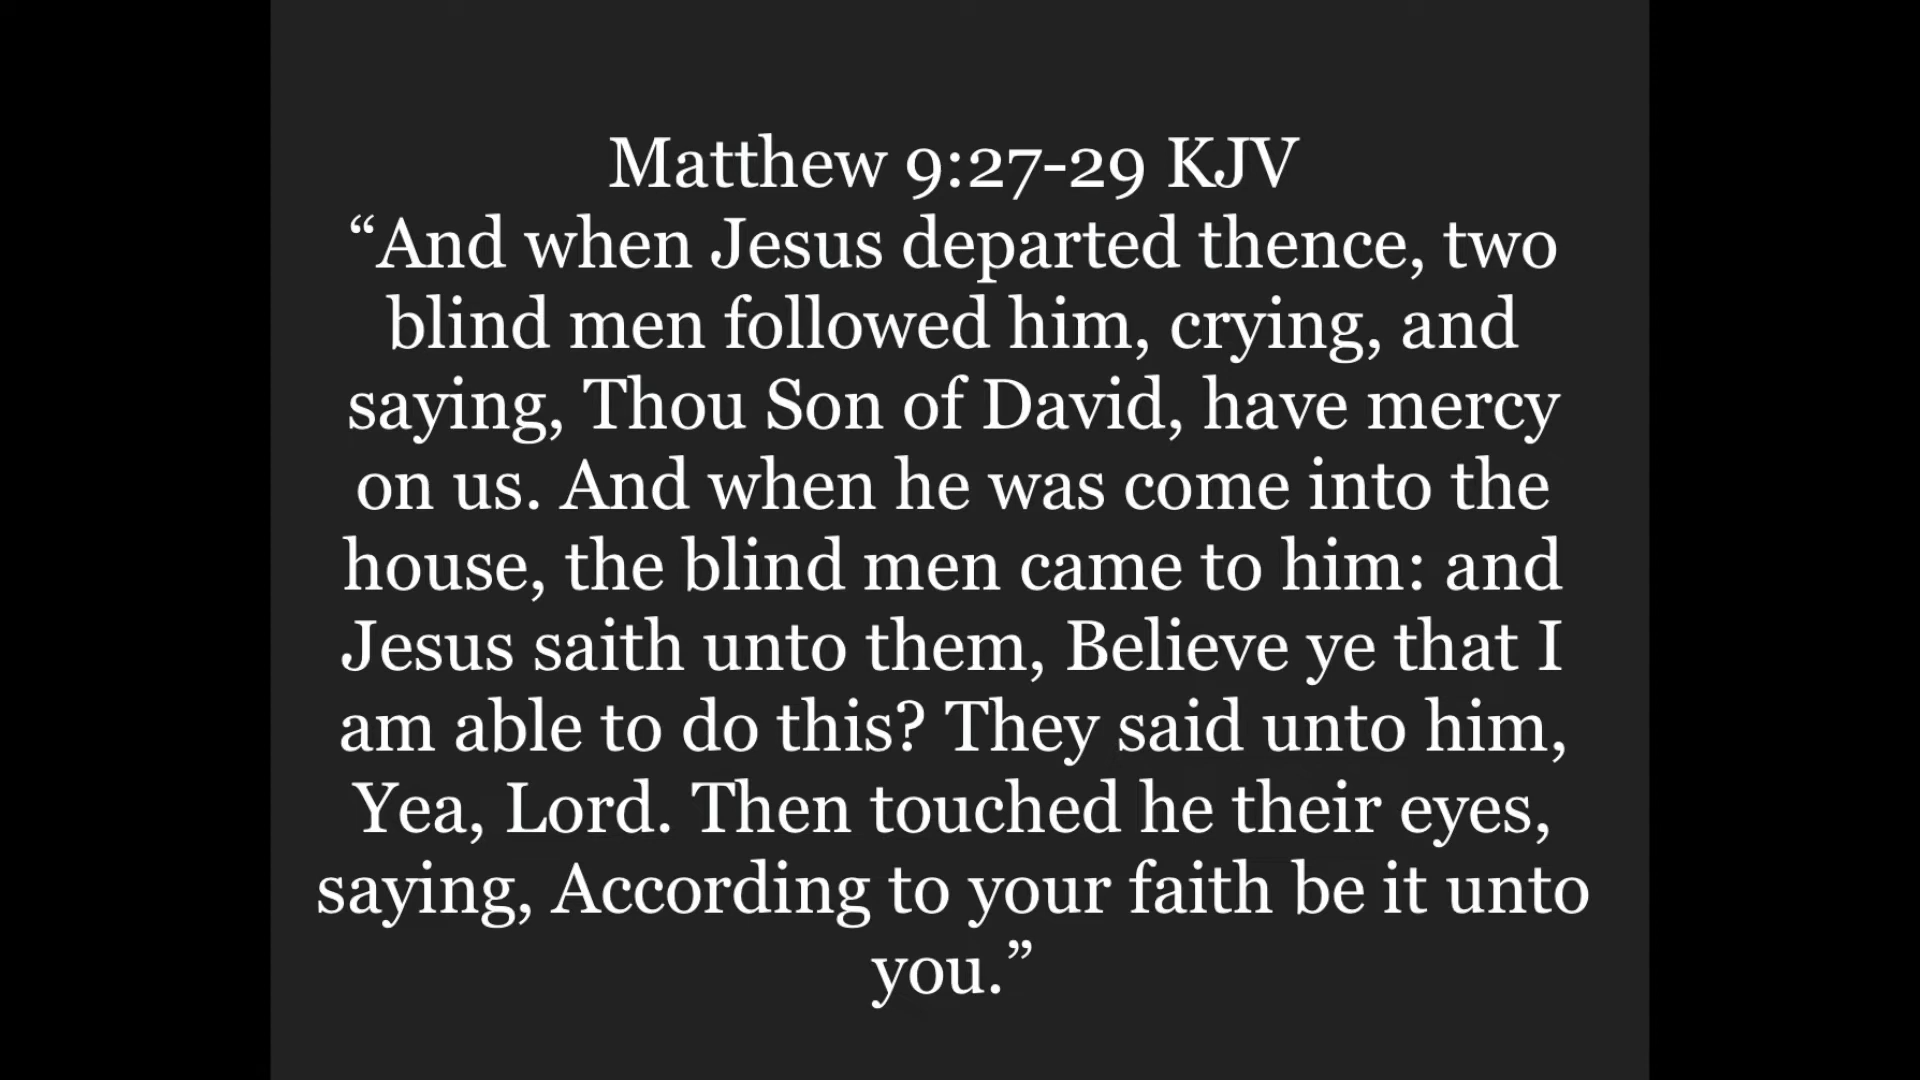 Matthew 9:27-29 KJV
“And when Jesus departed thence, two
blind men followed him, crying, and
saying, Thou Son of David, have mercy
on us. And when he was come into the
house, the blind men came to him: and
Jesus saith unto them, Believe ye that I
am able to do this? They said unto him,
Yea, Lord. Then touched he their eyes,
saying, According to your faith be it unto
you.”